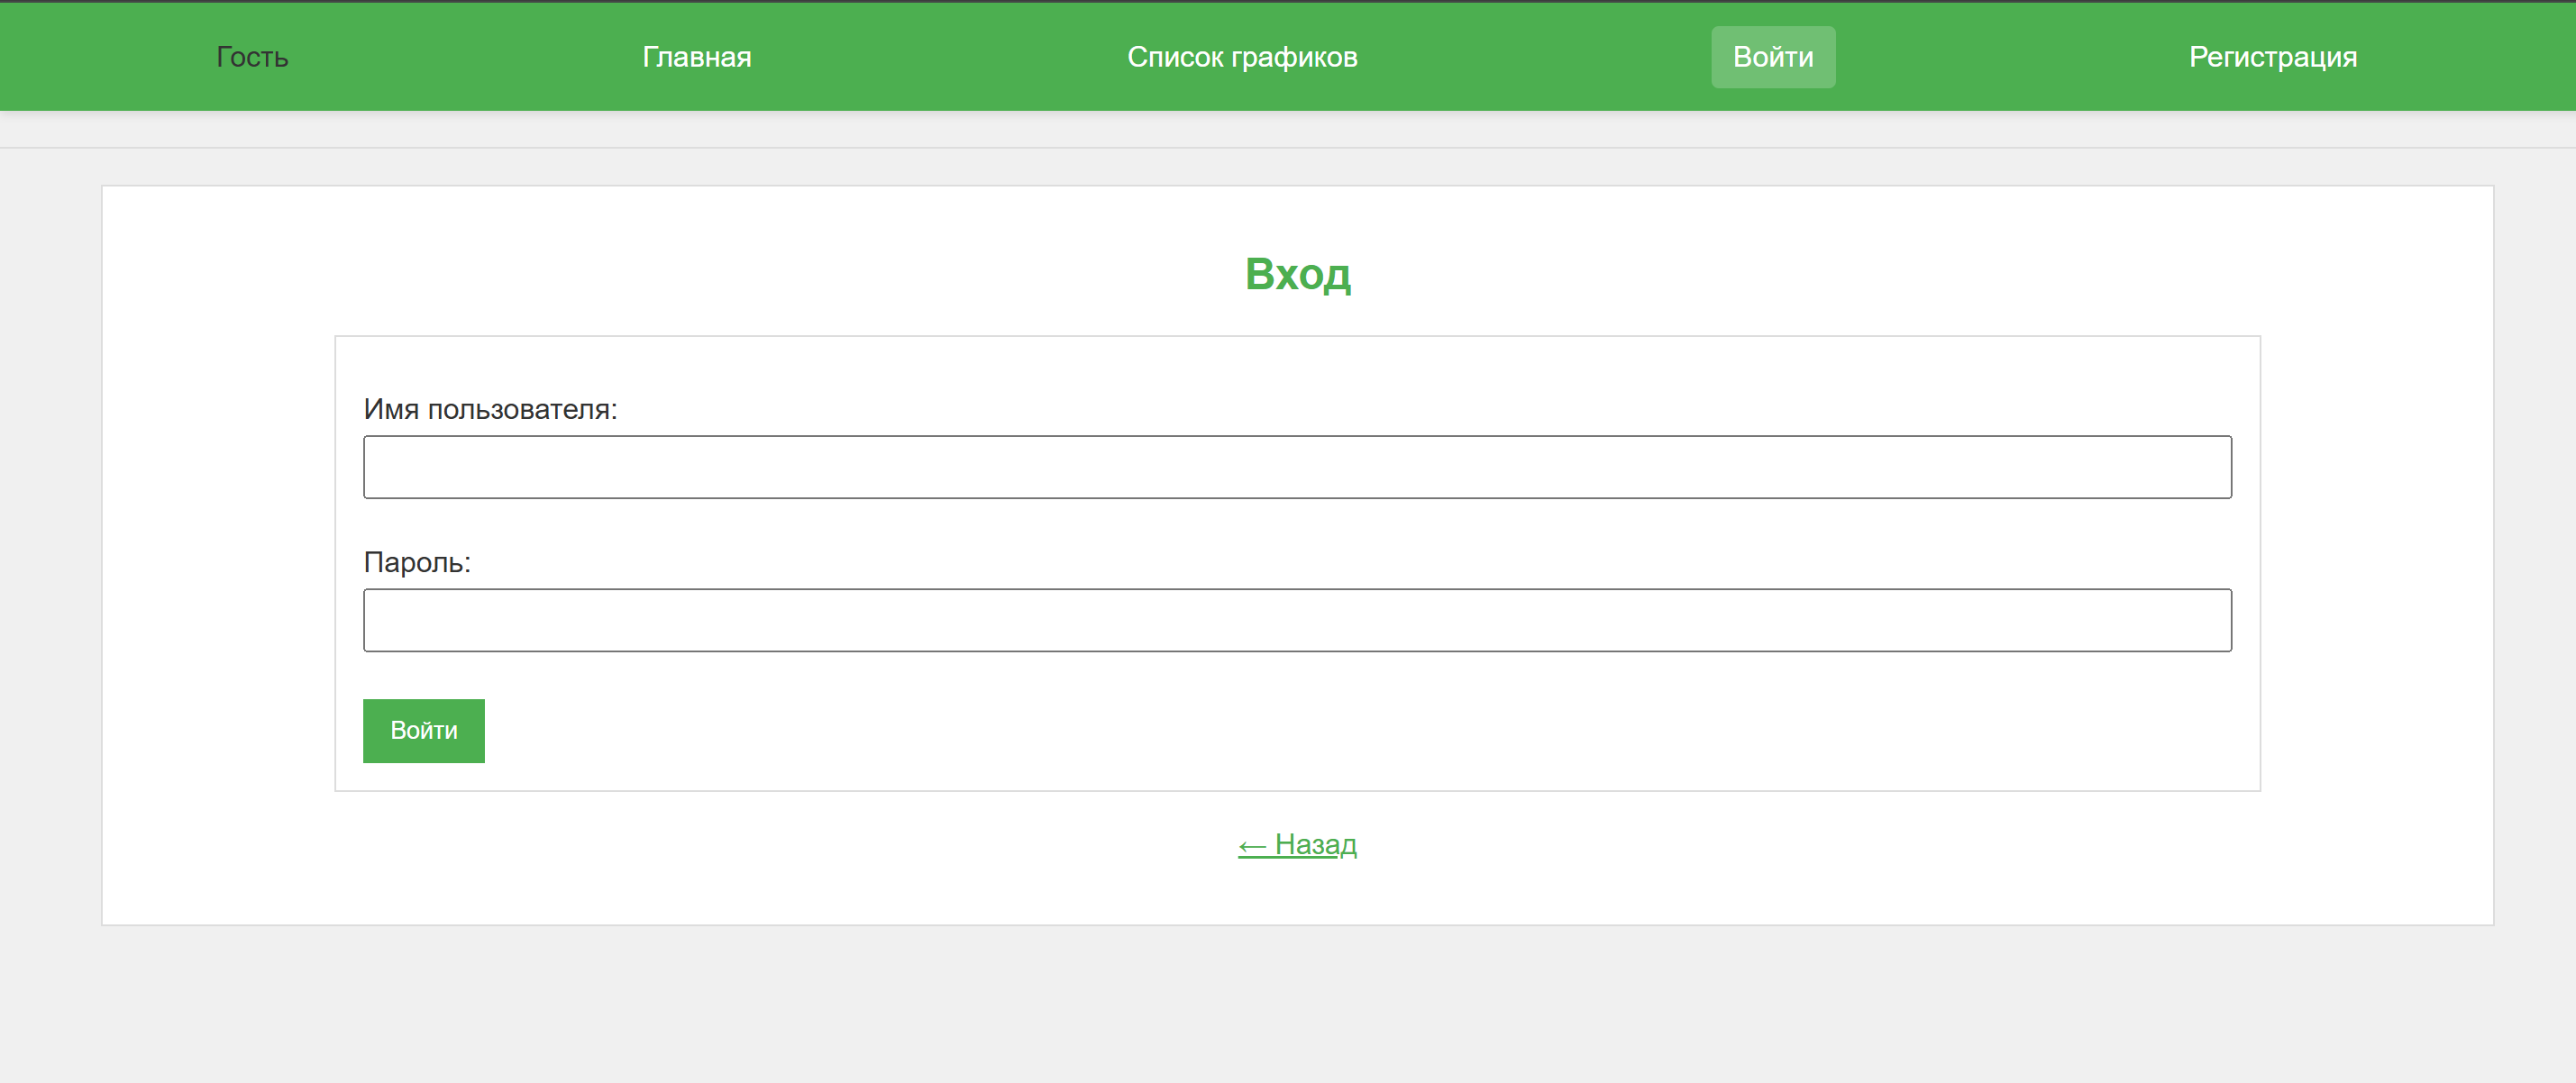 Гость Главная Список графиков Войти Регистрация
Вход
Имя пользователя:
Пароль:
Войти
← Назад